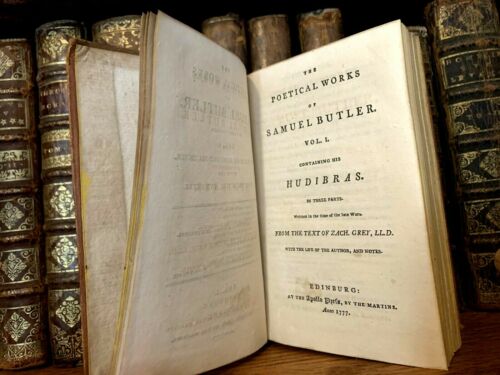 THE
POETICAL WORKS
OF
SAMUEL BUTLER.
VOL. I.
CONTAINING HIS
HUDIBRAS.
IN THREE PARTS.
Written in the time of the late Wars.
FROM THE TEXT OF ZACH. GREY, LL.D.
WITH THE LIFE OF THE AUTHOR, AND NOTES.
EDINBURG:
AT THE Apollo Press, BY THE MARTINS.
Anno 1777.